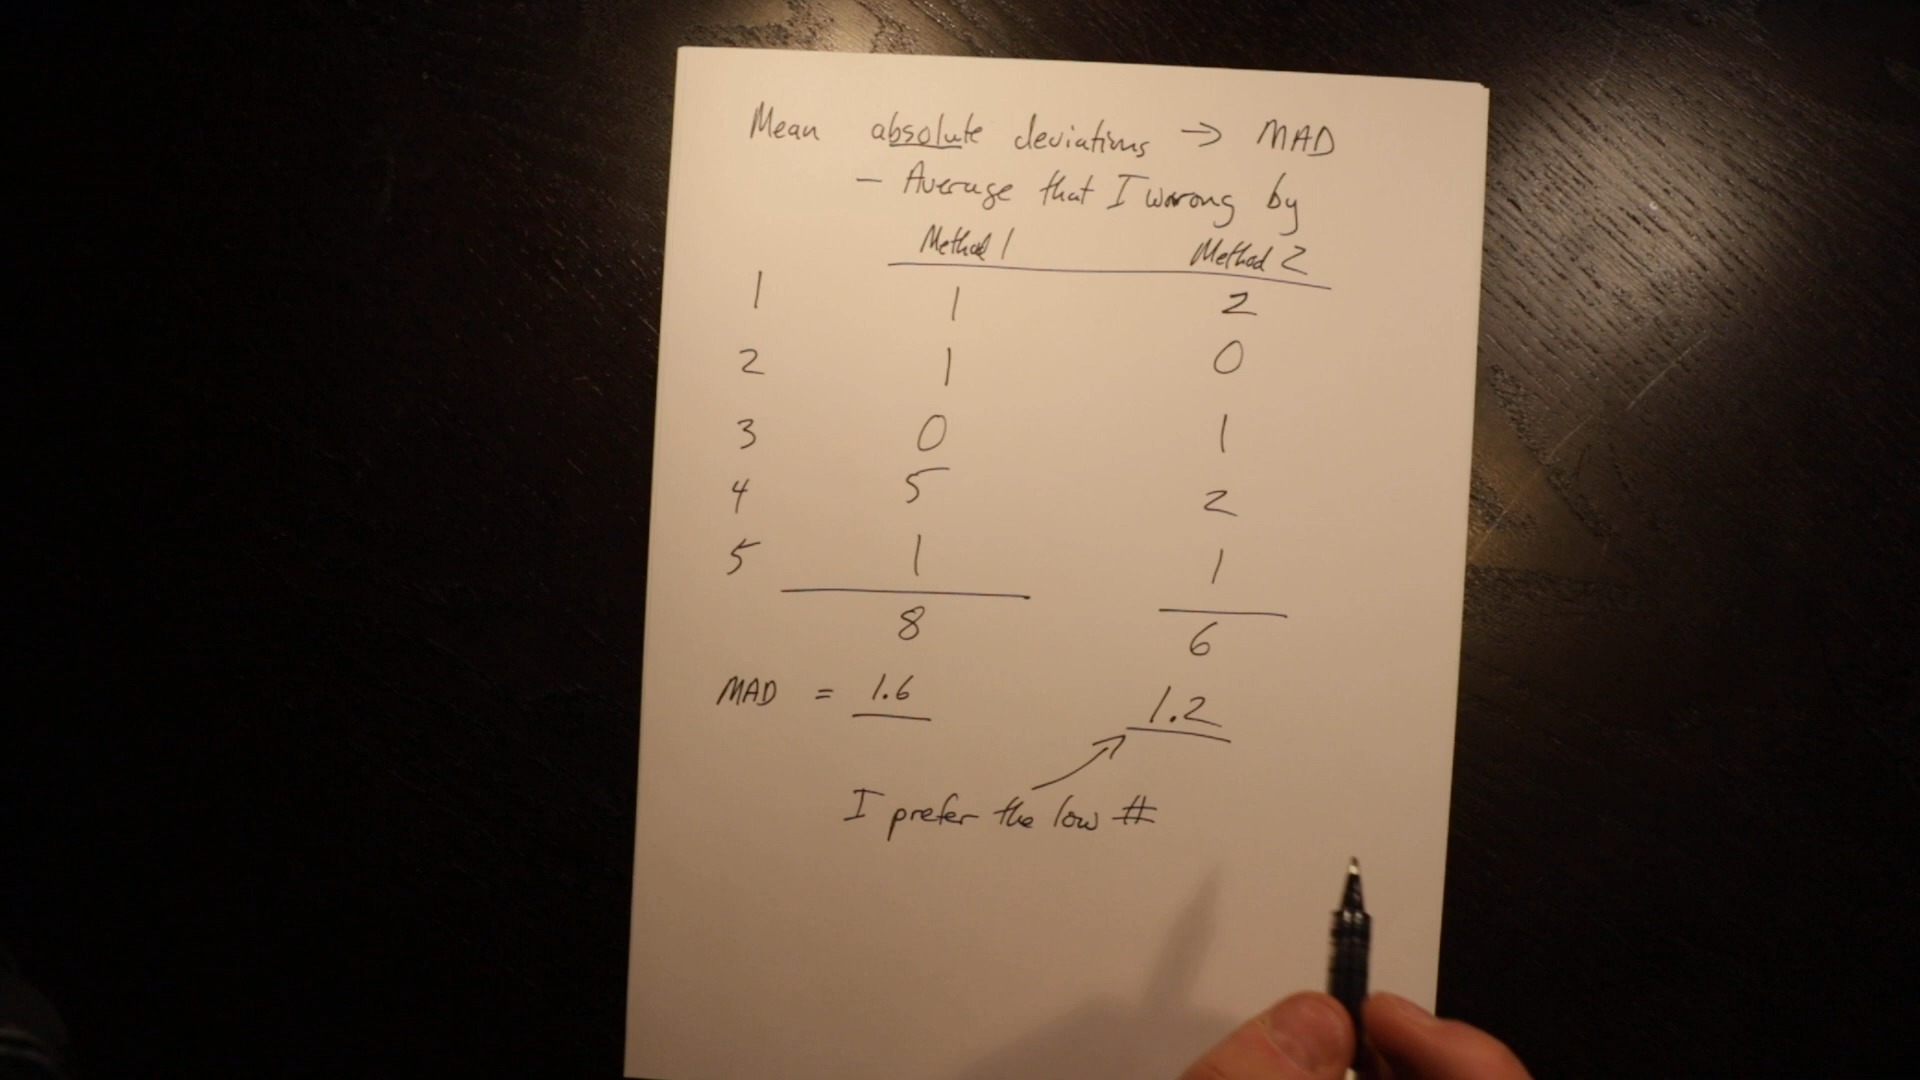 Mean absolute deviations → MAD
- Average that I wrong by
Method 1 Method 2
1 1 2
2 1 0
3 0 1
4 5 2
5 1 1
8 6
MAD = 1.6 1.2
I prefer the low #